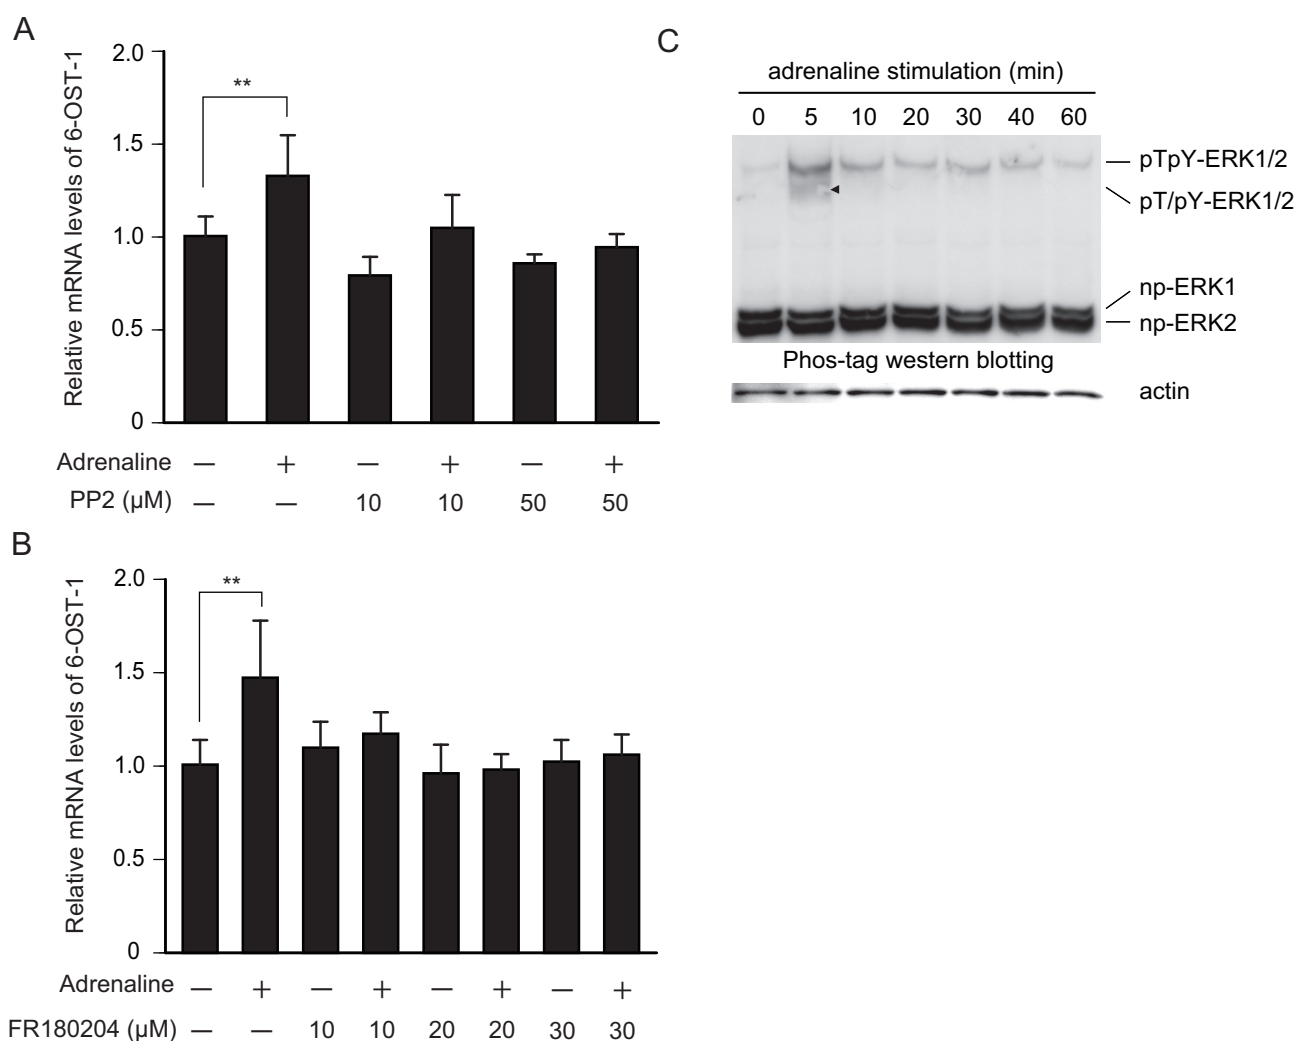 A
Relative mRNA levels of 6-OST-1
2.0
1.5
1.0
0.5
0
**
Adrenaline — + — + — +
PP2 (µM) — — 10 10 50 50
B
Relative mRNA levels of 6-OST-1
2.0
1.5
1.0
0.5
0
**
Adrenaline — + — + — + — +
FR180204 (µM) — — 10 10 20 20 30 30
C
adrenaline stimulation (min)
0 5 10 20 30 40 60
pTpY-ERK1/2
pT/pY-ERK1/2
np-ERK1
np-ERK2
Phos-tag western blotting
actin